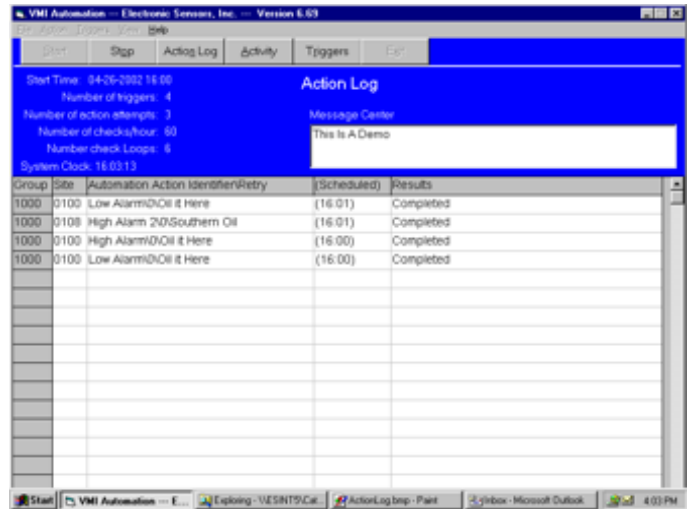 VMI Automation --- Electronic Sensors, Inc. --- Version 6.69
File Action Triggers View Help
Start Stop Action Log Activity Triggers Exit
Start Time: 04-26-2002 16:00
Number of triggers: 4
Number of action attempts: 3
Number of checks/hour: 60
Number check Loops: 6
System Clock: 16:03:13
Action Log
Message Center
This Is A Demo
Group Site Automation Action Identifier\Retry (Scheduled) Results
1000 0100 Low Alarm\0\Oil it Here (16:01) Completed
1000 0108 High Alarm 2\0\Southern Oil (16:01) Completed
1000 0100 High Alarm\0\Oil it Here (16:00) Completed
1000 0100 Low Alarm\0\Oil it Here (16:00) Completed
Start VMI Automation --- E... Exploring - \\ESINT5\Cat... ActionLog.bmp - Paint Inbox - Microsoft Outlook 4:03 PM